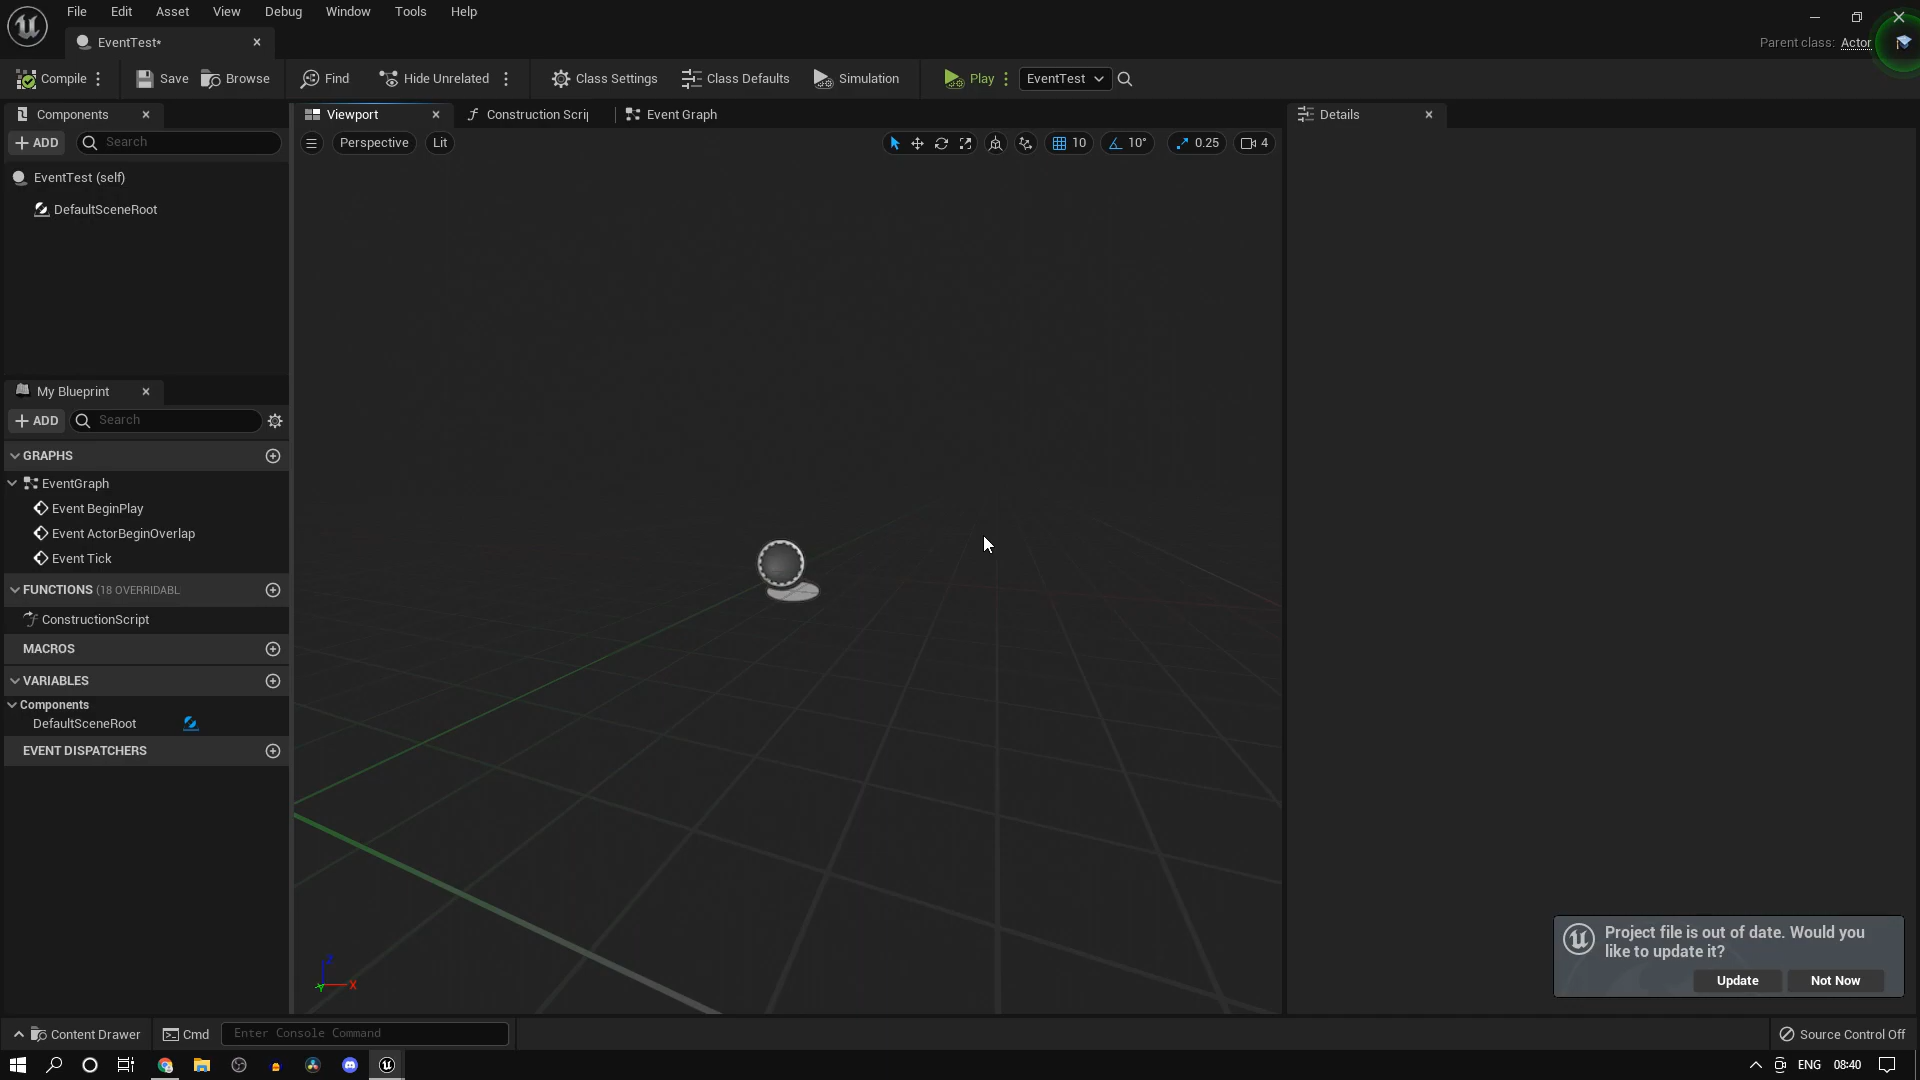 File Edit Asset View Debug Window Tools Help
EventTest*
Parent class: Actor
Compile Save Browse Find Hide Unrelated Class Settings Class Defaults Simulation Play EventTest
Components
Viewport
Construction Scri
Event Graph
Details
ADD
Search
Perspective
Lit
10
10°
0.25
4
EventTest (self)
DefaultSceneRoot
My Blueprint
ADD
Search
GRAPHS
EventGraph
Event BeginPlay
Event ActorBeginOverlap
Event Tick
FUNCTIONS (18 OVERRIDABL
ConstructionScript
MACROS
VARIABLES
Components
DefaultSceneRoot
EVENT DISPATCHERS
X
Project file is out of date. Would you
like to update it?
Update
Not Now
Content Drawer
Cmd
Enter Console Command
Source Control Off
ENG
08:40